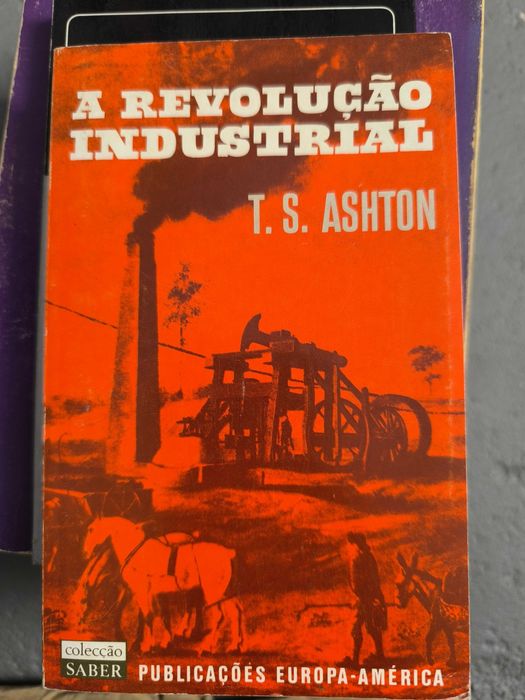 A REVOLUÇÃO
INDUSTRIAL
T. S. ASHTON
colecção
SABER
PUBLICAÇÕES EUROPA-AMÉRICA